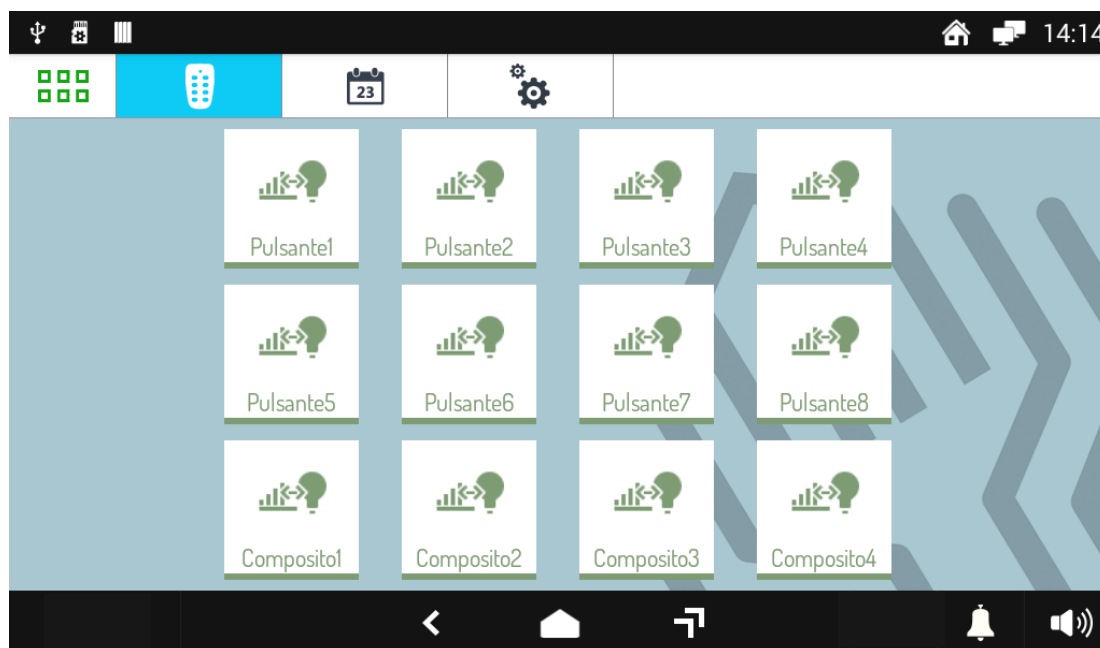 14:14
23
Pulsante1 Pulsante2 Pulsante3 Pulsante4
Pulsante5 Pulsante6 Pulsante7 Pulsante8
Composito1 Composito2 Composito3 Composito4